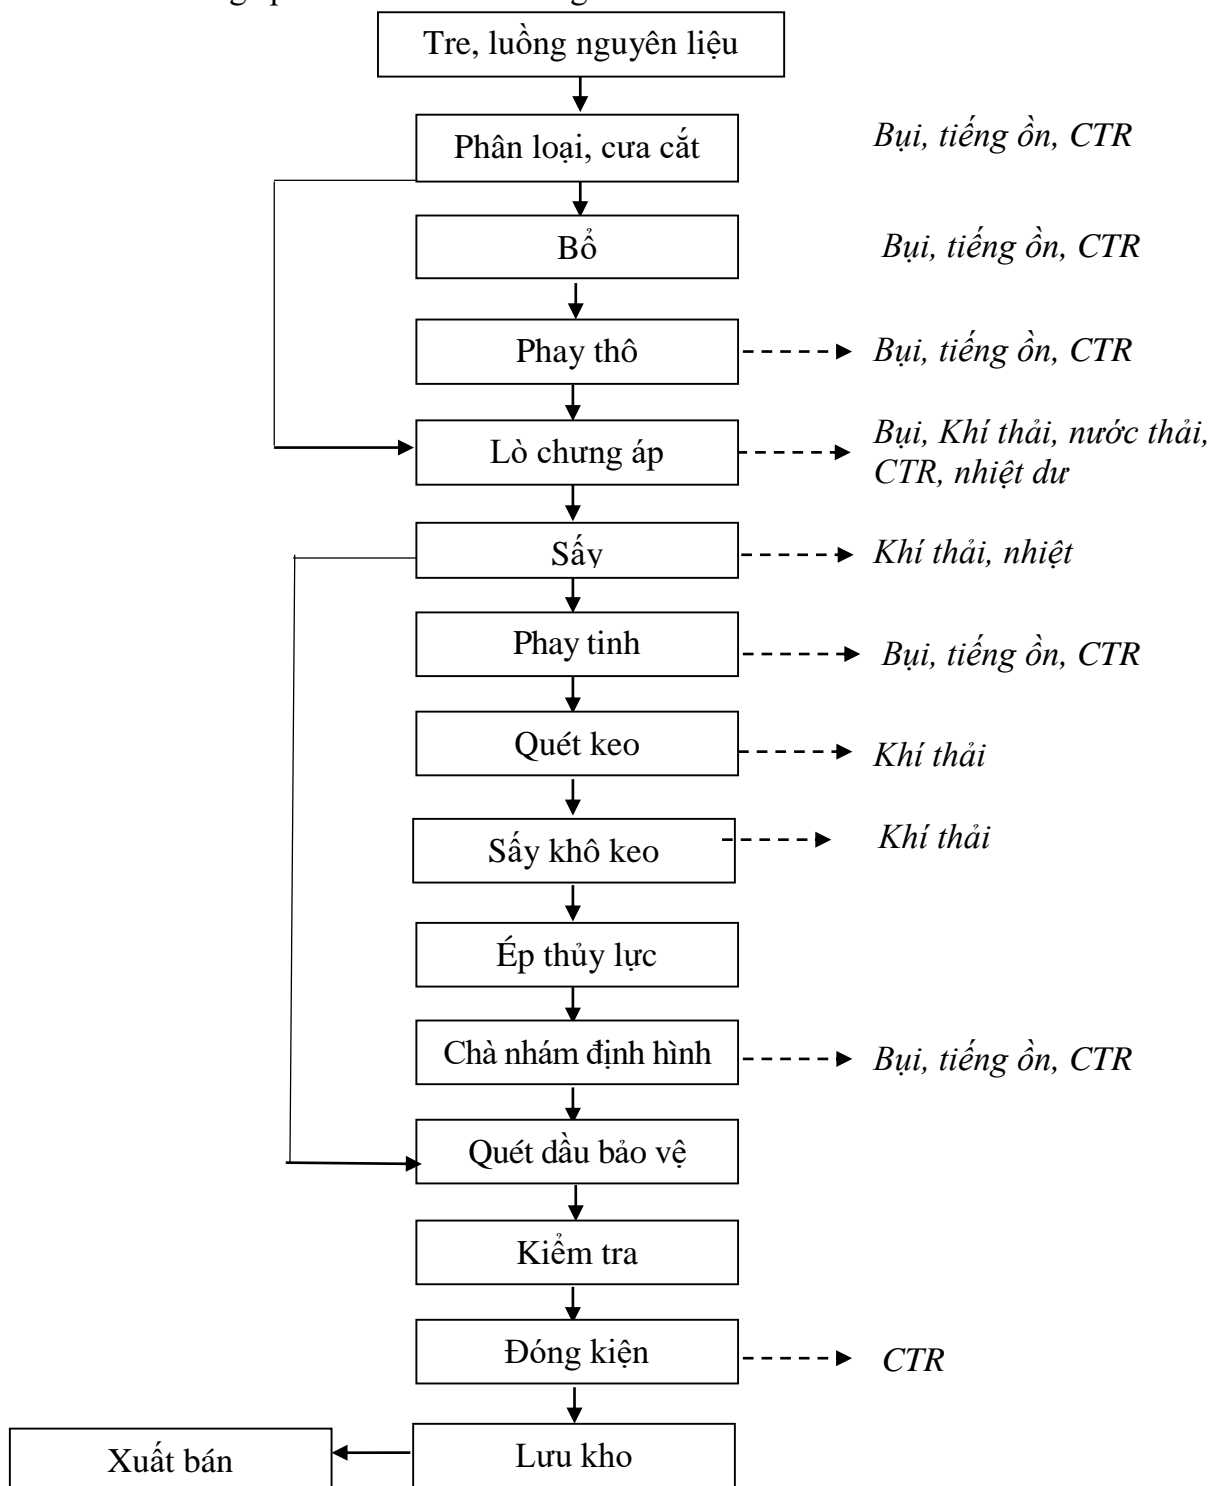 Tre, luồng nguyên liệu
Phân loại, cưa cắt
Bụi, tiếng ồn, CTR
Bổ
Bụi, tiếng ồn, CTR
Phay thô
Bụi, tiếng ồn, CTR
Lò chưng áp
Bụi, Khí thải, nước thải,
CTR, nhiệt dư
Sấy
Khí thải, nhiệt
Phay tinh
Bụi, tiếng ồn, CTR
Quét keo
Khí thải
Sấy khô keo
Khí thải
Ép thủy lực
Chà nhám định hình
Bụi, tiếng ồn, CTR
Quét dầu bảo vệ
Kiểm tra
Đóng kiện
CTR
Lưu kho
Xuất bán